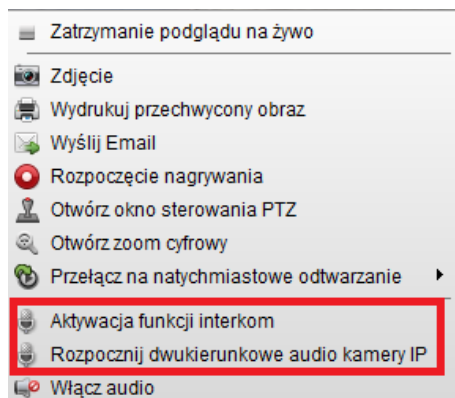 Zatrzymanie podglądu na żywo
Zdjęcie
Wydrukuj przechwycony obraz
Wyślij Email
Rozpoczęcie nagrywania
Otwórz okno sterowania PTZ
Otwórz zoom cyfrowy
Przełącz na natychmiastowe odtwarzanie
Aktywacja funkcji interkom
Rozpocznij dwukierunkowe audio kamery IP
Włącz audio